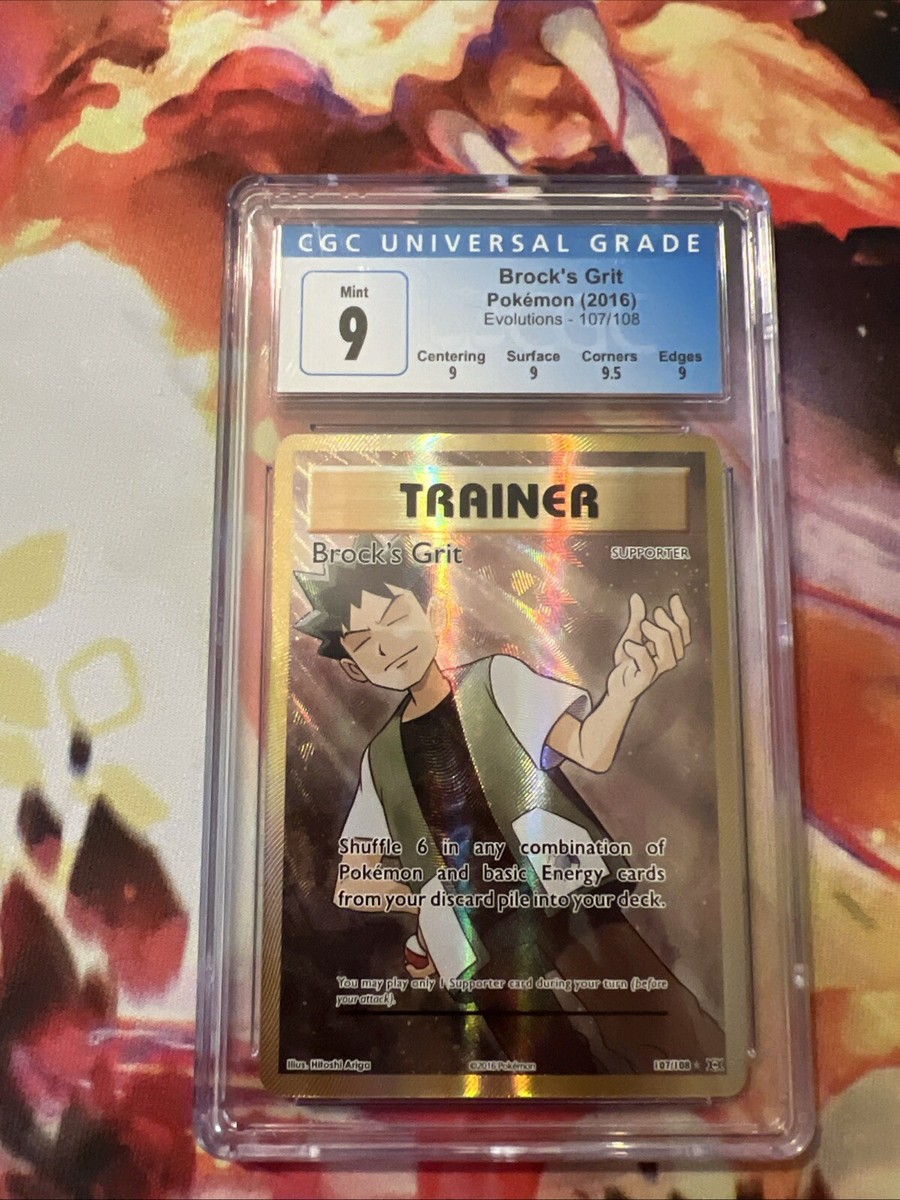 CGC UNIVERSAL GRADE
Brock's Grit
Mint
Pokémon (2016)
9
Evolutions - 107/108
Centering Surface Corners Edges
9 9 9.5 9
TRAINER
Brock's Grit SUPPORTER
Shuffle 6 in any combination of
Pokémon and basic Energy cards
from your discard pile into your deck.
You may play only 1 Supporter card during your turn (before
your attack).
Illus. Hitoshi Ariga ©2016 Pokémon 107/108